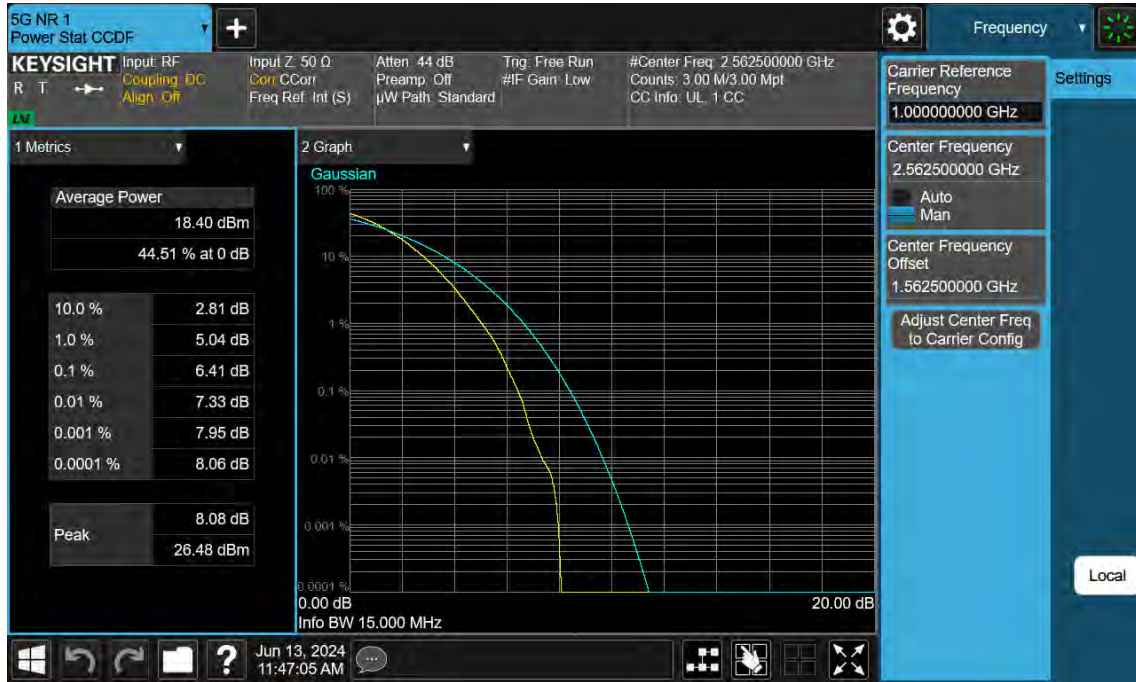 5G NR 1
Power Stat CCDF
+
Frequency
KEYSIGHT
R T
LXI
Input: RF
Coupling: DC
Align: Off
Input Z: 50 Ω
Corr CCorr
Freq Ref: Int (S)
Atten: 44 dB
Preamp: Off
µW Path: Standard
Trig: Free Run
#IF Gain: Low
#Center Freq: 2.562500000 GHz
Counts: 3.00 M/3.00 Mpt
CC Info: UL, 1 CC
Carrier Reference
Frequency
1.000000000 GHz
Settings
Center Frequency
2.562500000 GHz
Auto
Man
Center Frequency
Offset
1.562500000 GHz
Adjust Center Freq
to Carrier Config
Local
1 Metrics
Average Power
18.40 dBm
44.51 % at 0 dB
10.0 % 2.81 dB
1.0 % 5.04 dB
0.1 % 6.41 dB
0.01 % 7.33 dB
0.001 % 7.95 dB
0.0001 % 8.06 dB
Peak
8.08 dB
26.48 dBm
2 Graph
Gaussian
100 %
10 %
1 %
0.1 %
0.01 %
0.001 %
0.0001 %
0.00 dB 20.00 dB
Info BW 15.000 MHz
?
Jun 13, 2024
11:47:05 AM